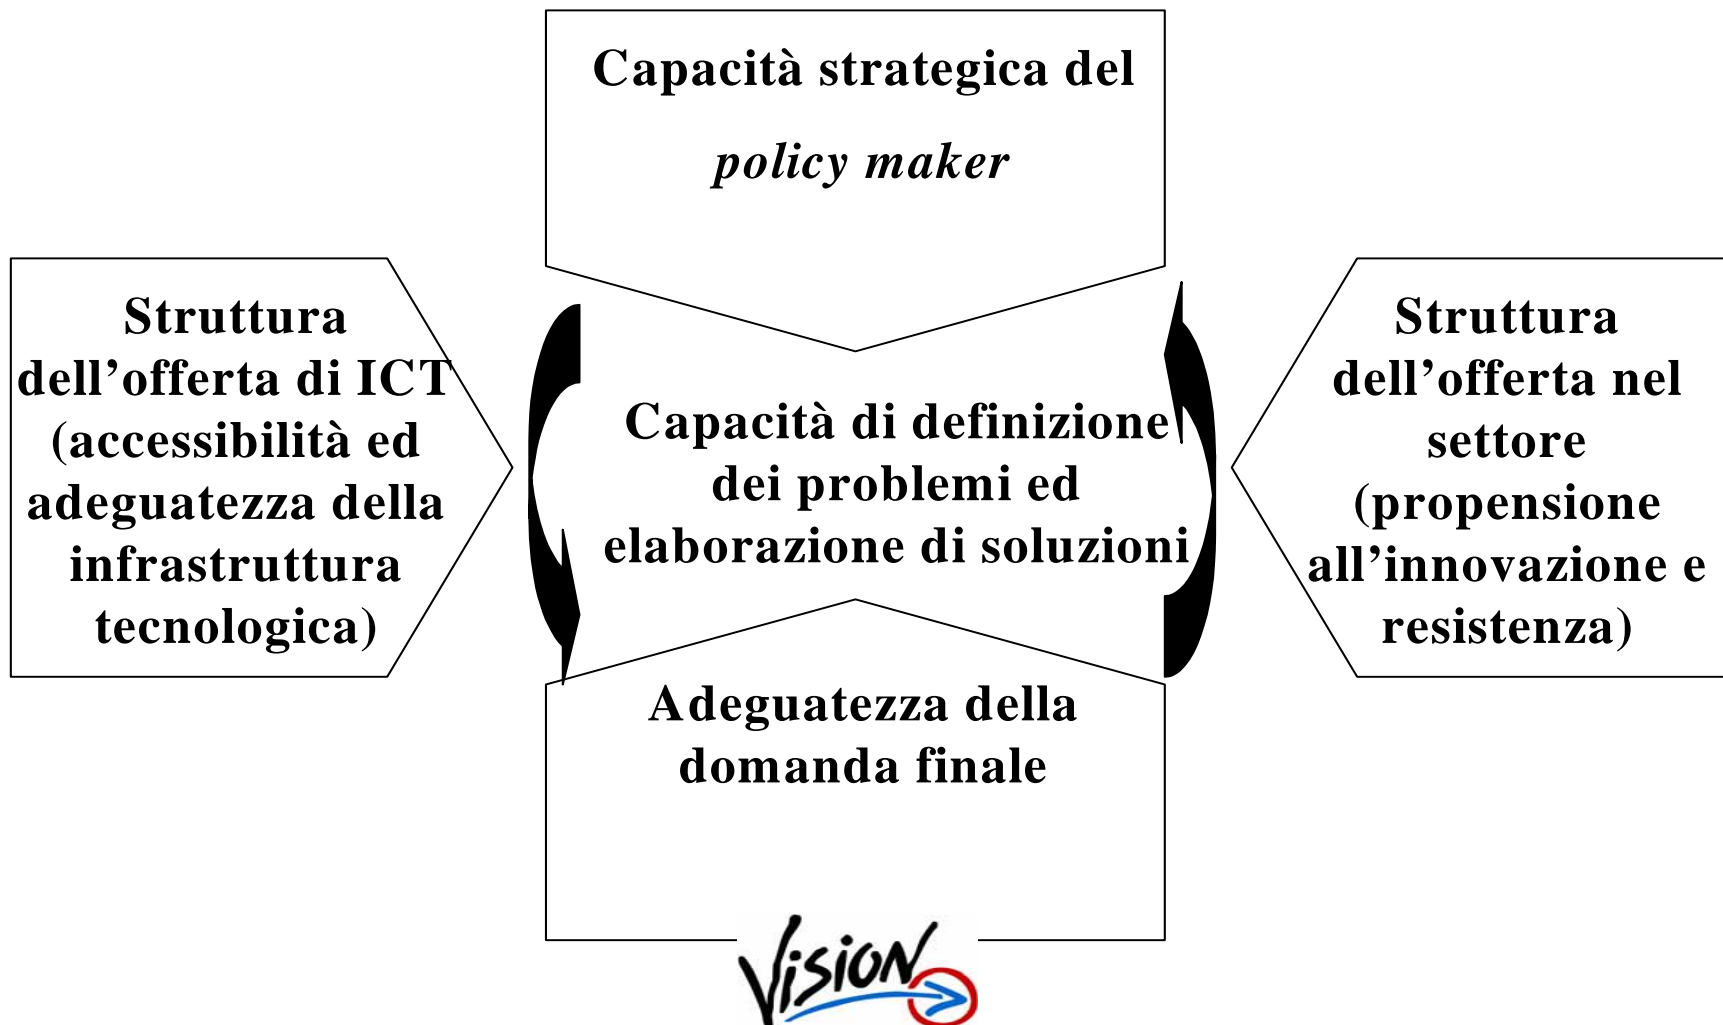 Capacità strategica del
policy maker
Struttura
dell’offerta di ICT
(accessibilità ed
adeguatezza della
infrastruttura
tecnologica)
Capacità di definizione
dei problemi ed
elaborazione di soluzioni
Struttura
dell’offerta nel
settore
(propensione
all’innovazione e
resistenza)
Adeguatezza della
domanda finale
Vision